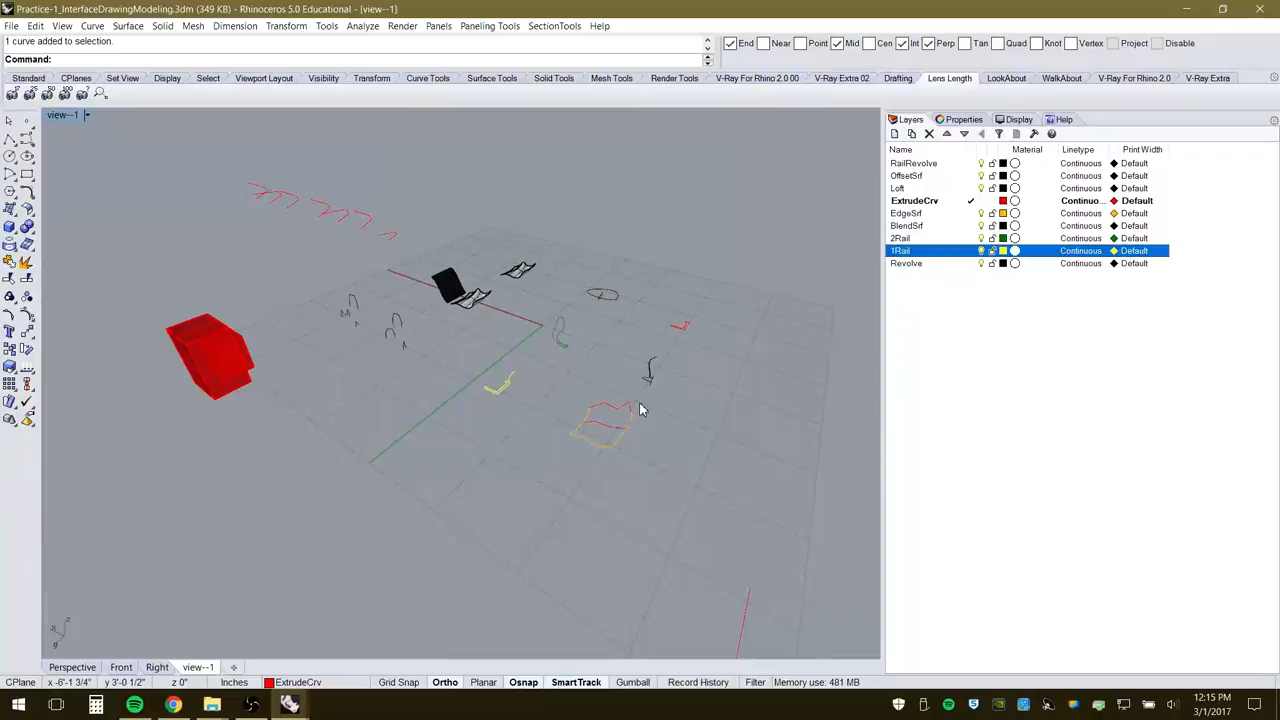 Practice-1_InterfaceDrawingModeling.3dm (349 KB) - Rhinoceros 5.0 Educational - [view--1]
File Edit View Curve Surface Solid Mesh Dimension Transform Tools Analyze Render Panels Paneling Tools SectionTools Help
1 curve added to selection.
Command:
End Near Point Mid Cen Int Perp Tan Quad Knot Vertex Project Disable
Standard CPlanes Set View Display Select Viewport Layout Visibility Transform Curve Tools Surface Tools Solid Tools Mesh Tools Render Tools V-Ray For Rhino 2.0 00 V-Ray Extra 02 Drafting Lens Length LookAbout WalkAbout V-Ray For Rhino 2.0 V-Ray Extra
view--1
Layers Properties Display Help
Name Material Linetype Print Width
RailRevolve Continuous Default
OffsetSrf Continuous Default
Loft Continuous Default
ExtrudeCrv Continuo... Default
EdgeSrf Continuous Default
BlendSrf Continuous Default
2Rail Continuous Default
1Rail Continuous Default
Revolve Continuous Default
z
x
y
Perspective Front Right view--1
CPlane x -6'-1 3/4" y 3'-0 1/2" z 0" Inches ExtrudeCrv Grid Snap Ortho Planar Osnap SmartTrack Gumball Record History Filter Memory use: 481 MB
12:15 PM
3/1/2017